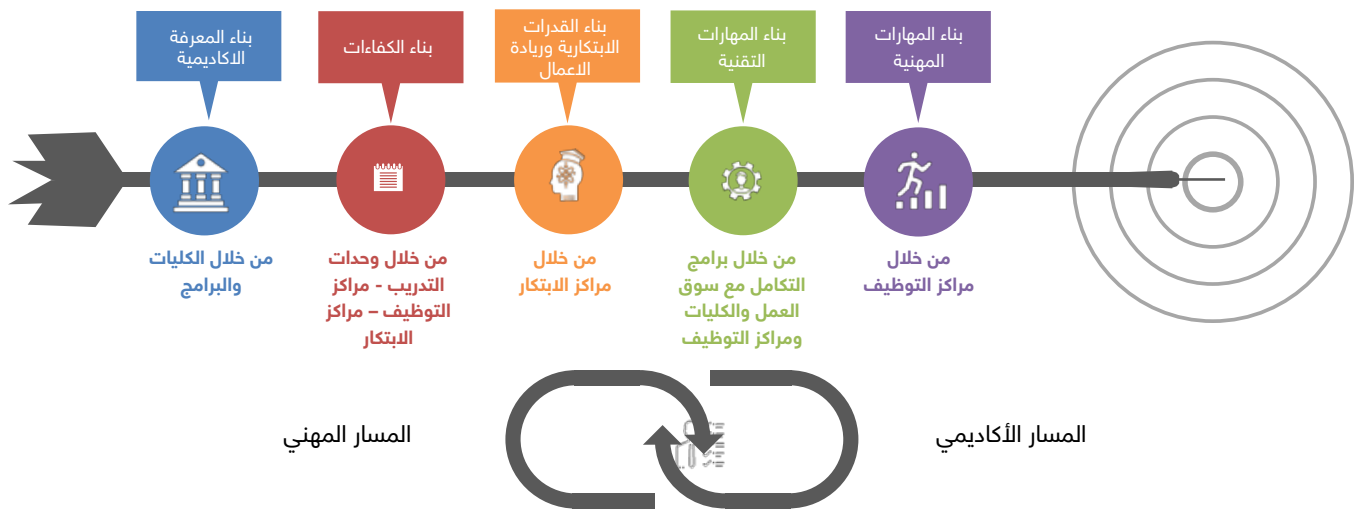 بناء المعرفة
الاكاديمية
بناء الكفاءات
بناء القدرات
الابتكارية وريادة
الاعمال
بناء المهارات
التقنية
بناء المهارات
المهنية
من خلال الكليات
والبرامج
من خلال وحدات
التدريب - مراكز
التوظيف – مراكز
الابتكار
من خلال
مراكز الابتكار
من خلال برامج
التكامل مع سوق
العمل والكليات
ومراكز التوظيف
من خلال
مراكز التوظيف
المسار الأكاديمي
المسار المهني